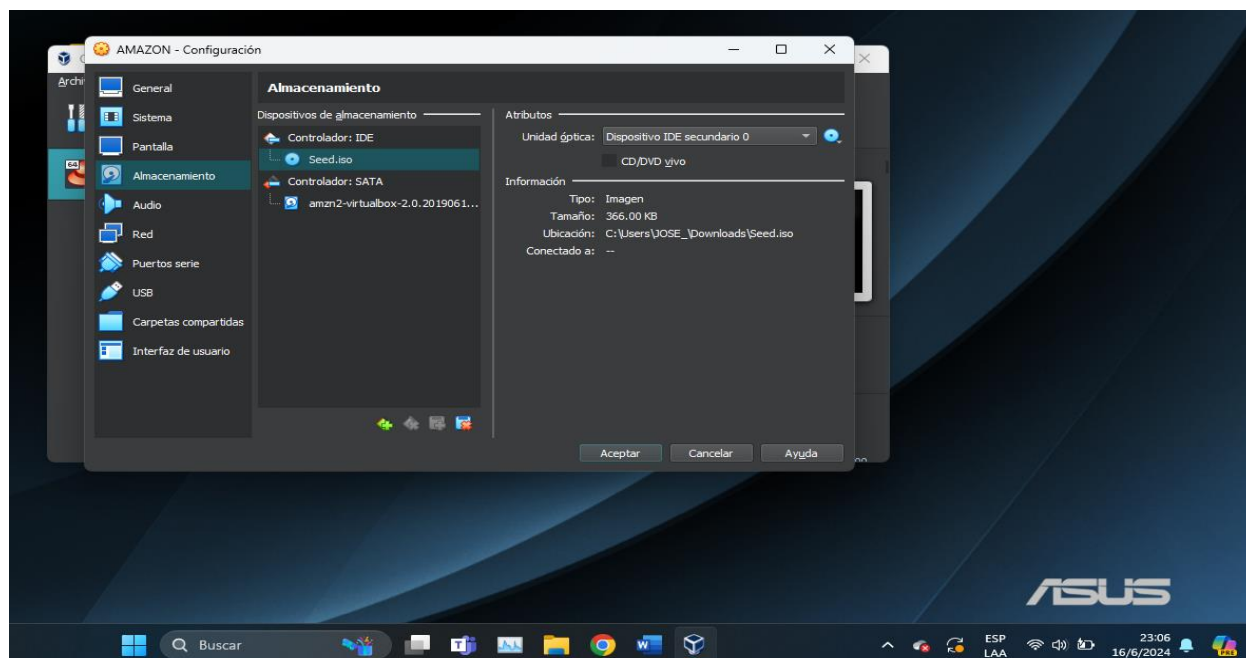 AMAZON - Configuración
Archi
General
Sistema
Pantalla
Almacenamiento
Audio
Red
Puertos serie
USB
Carpetas compartidas
Interfaz de usuario
Almacenamiento
Dispositivos de almacenamiento
Controlador: IDE
Seed.iso
Controlador: SATA
amzn2-virtualbox-2.0.2019061...
Atributos
Unidad óptica: Dispositivo IDE secundario 0
CD/DVD vivo
Información
Tipo: Imagen
Tamaño: 366.00 KB
Ubicación: C:\Users\JOSE_\Downloads\Seed.iso
Conectado a: --
Aceptar Cancelar Ayuda
64
ASUS
Buscar
ESP
LAA
23:06
16/6/2024
PRE